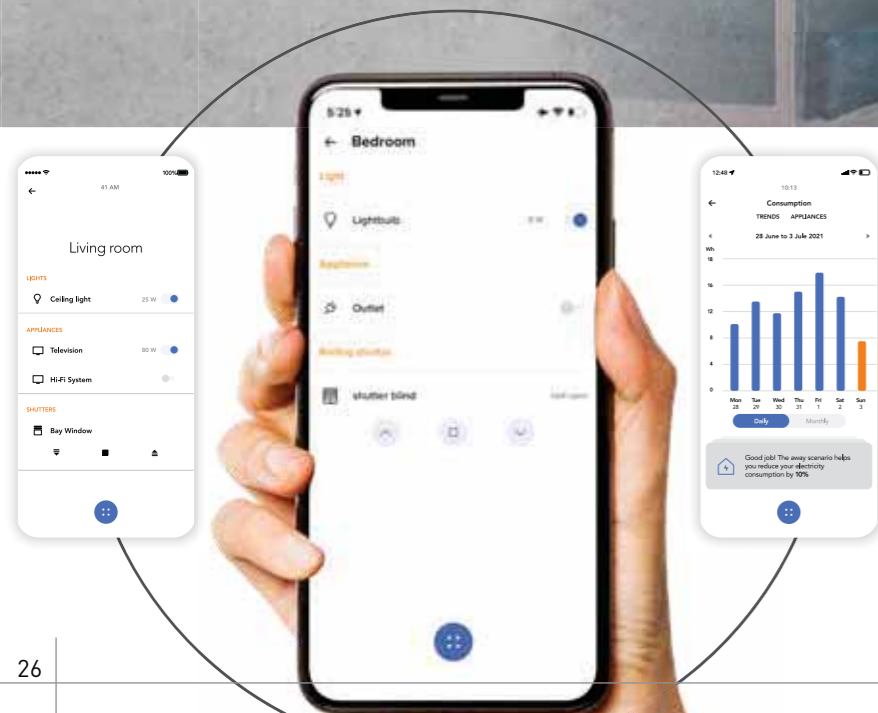 41 AM
100%
Living room
LIGHTS
Ceiling light 25 W
APPLIANCES
Television 80 W
Hi-Fi System
SHUTTERS
Bay Window
5:25
Bedroom
Light
Lightbulb
Appliance
Outlet
Rolling shutter
shutter blind
12:48
10:13
Consumption
TRENDS APPLIANCES
< 28 June to 3 Jule 2021 >
Wh
18
16
12
8
4
0
Mon Tue Wed Thu Fri Sat Sun
28 29 30 31 1 2 3
Daily Monthly
Good job! The away scenario helps
you reduce your electricity
consumption by 10%
26